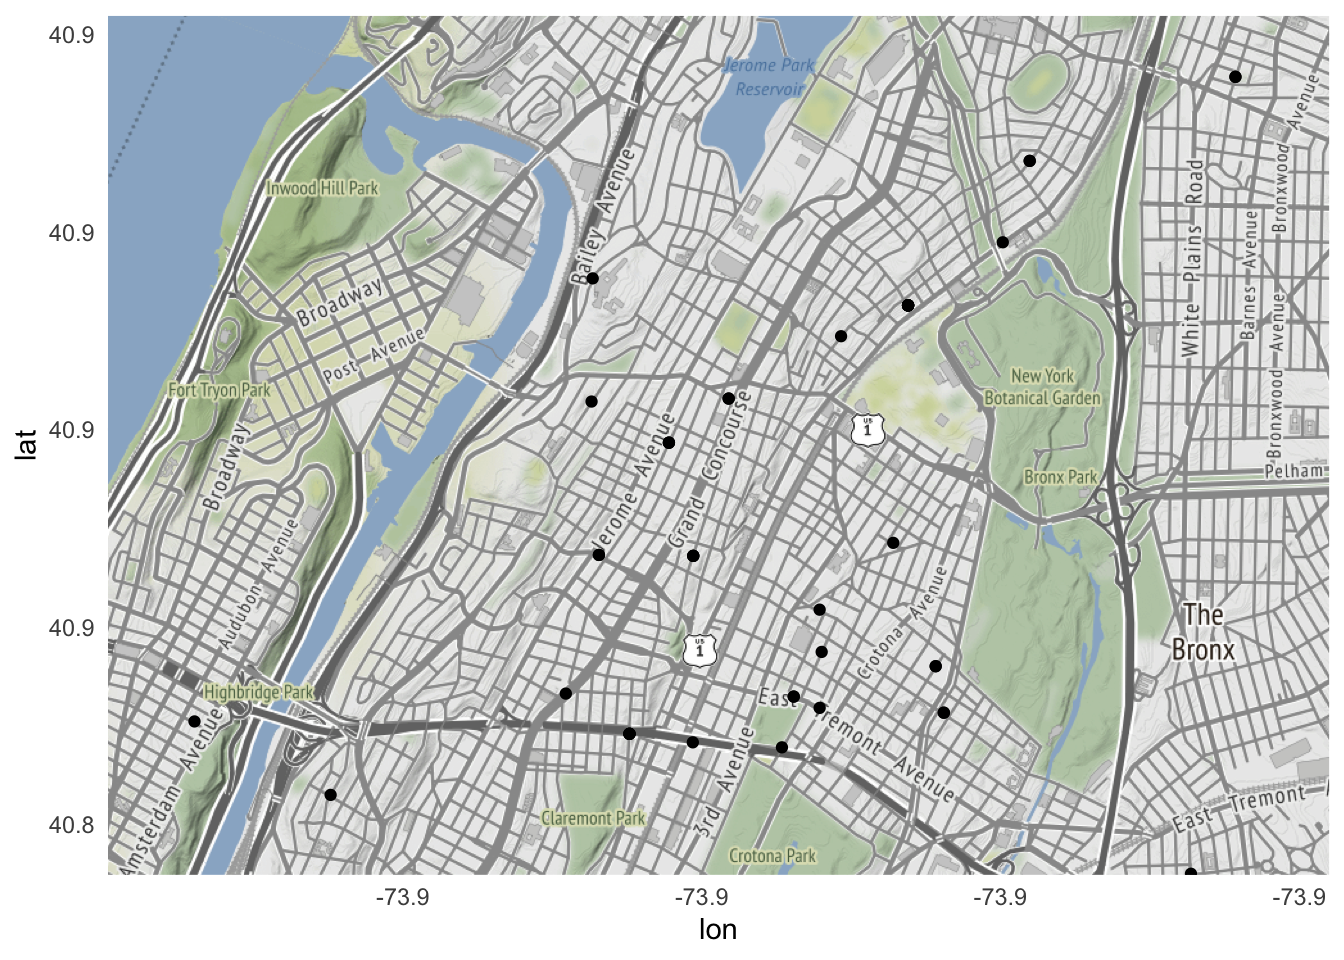 40.9
40.9
40.9
40.9
40.8
lat
-73.9
-73.9
-73.9
-73.9
lon
Jerome Park
Reservoir
Inwood Hill Park
Bailey Avenue
Broadway
Post Avenue
Fort Tryon Park
Broadway
Audubon Avenue
Highbridge Park
Amsterdam Avenue
Jerome Avenue
Grand Concourse
US
1
US
1
New York
Botanical Garden
Bronx Park
White Plains Road
Barnes Avenue
Bronxwood Avenue
Bronxwood Avenue
Bronxwood
Pelham
The
Bronx
Crotona Avenue
East Tremont Avenue
3rd Avenue
Claremont Park
Crotona Park
East Tremont